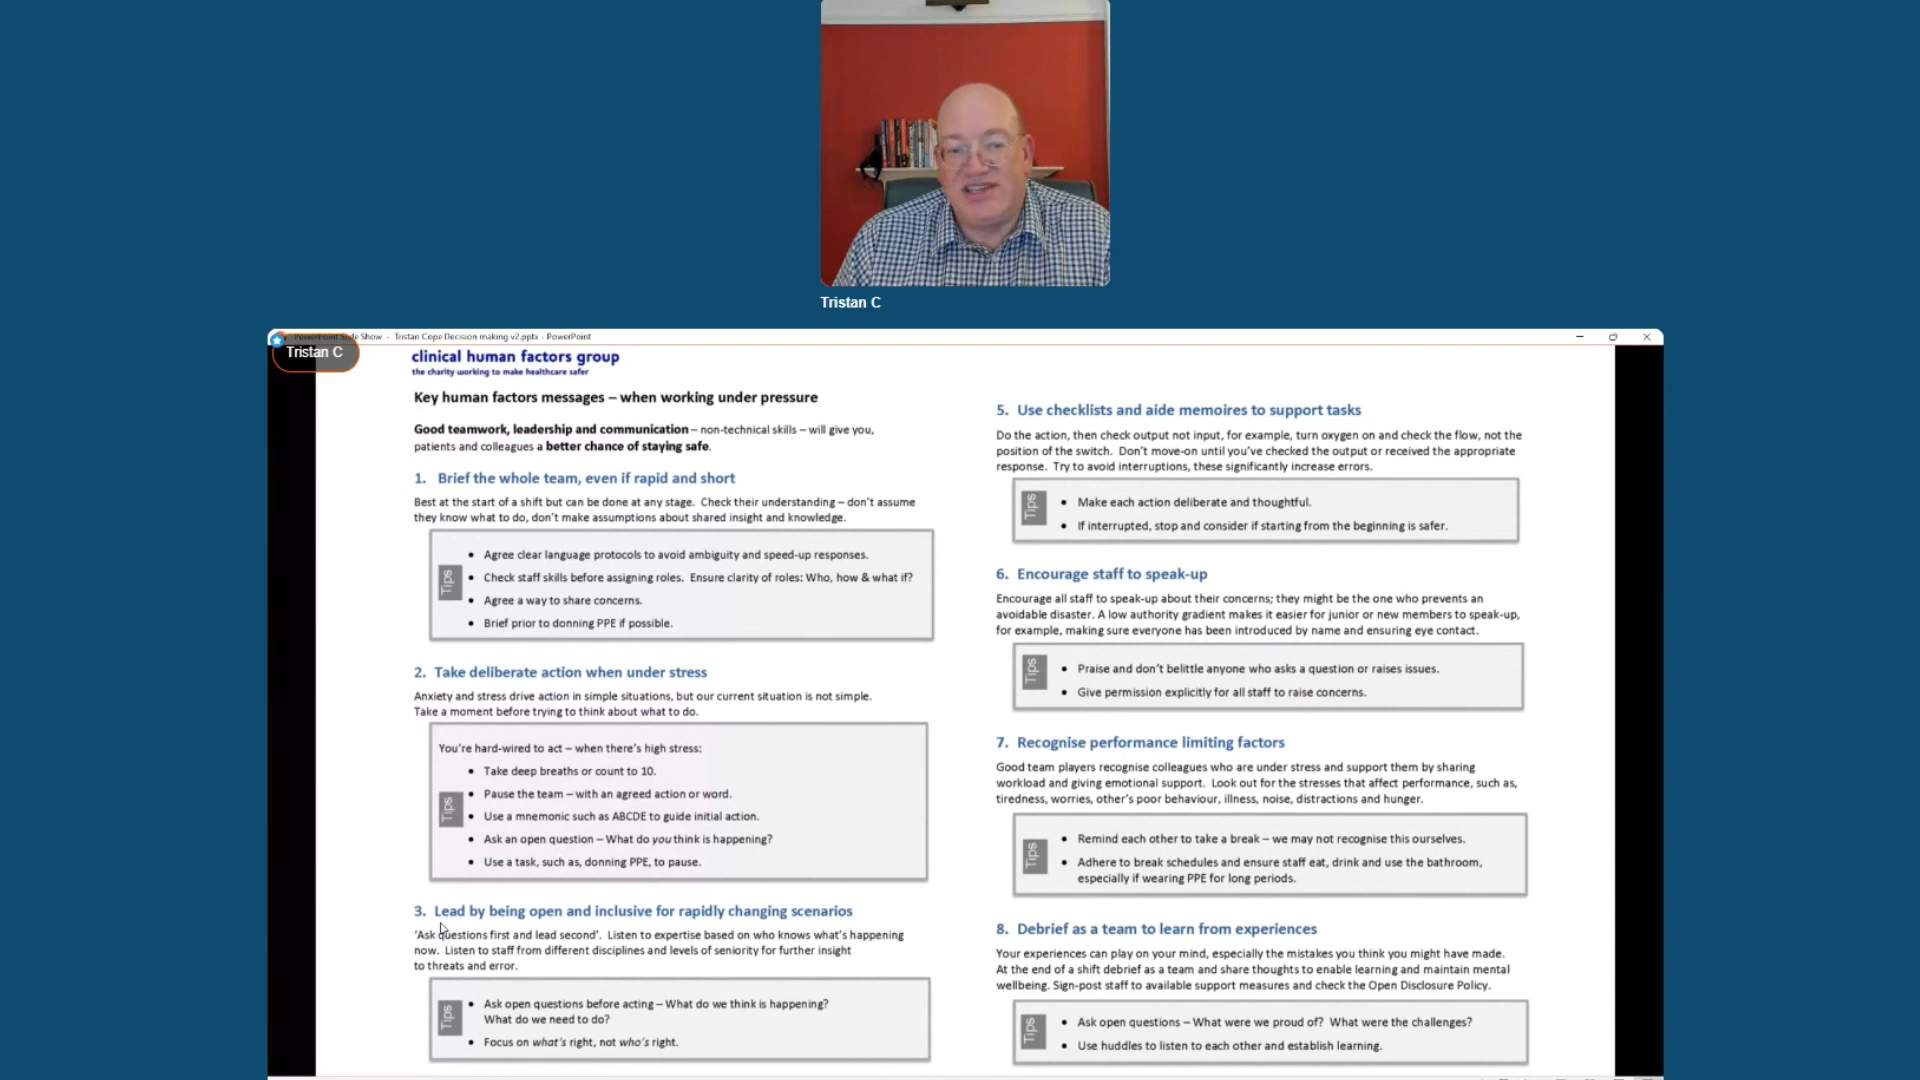 Tristan C
PowerPoint Slide Show - Tristan Cope Decision making v2.pptx - PowerPoint
Tristan C
clinical human factors group
the charity working to make healthcare safer
Key human factors messages – when working under pressure
Good teamwork, leadership and communication – non-technical skills – will give you,
patients and colleagues a better chance of staying safe.
1. Brief the whole team, even if rapid and short
Best at the start of a shift but can be done at any stage. Check their understanding – don't assume
they know what to do, don't make assumptions about shared insight and knowledge.
Tips
• Agree clear language protocols to avoid ambiguity and speed-up responses.
• Check staff skills before assigning roles. Ensure clarity of roles: Who, how & what if?
• Agree a way to share concerns.
• Brief prior to donning PPE if possible.
2. Take deliberate action when under stress
Anxiety and stress drive action in simple situations, but our current situation is not simple.
Take a moment before trying to think about what to do.
You're hard-wired to act – when there's high stress:
Tips
• Take deep breaths or count to 10.
• Pause the team – with an agreed action or word.
• Use a mnemonic such as ABCDE to guide initial action.
• Ask an open question – What do you think is happening?
• Use a task, such as, donning PPE, to pause.
3. Lead by being open and inclusive for rapidly changing scenarios
'Ask questions first and lead second'. Listen to expertise based on who knows what's happening
now. Listen to staff from different disciplines and levels of seniority for further insight
to threats and error.
Tips
• Ask open questions before acting – What do we think is happening?
What do we need to do?
• Focus on what's right, not who's right.
5. Use checklists and aide memoires to support tasks
Do the action, then check output not input, for example, turn oxygen on and check the flow, not the
position of the switch. Don't move-on until you've checked the output or received the appropriate
response. Try to avoid interruptions, these significantly increase errors.
Tips
• Make each action deliberate and thoughtful.
• If interrupted, stop and consider if starting from the beginning is safer.
6. Encourage staff to speak-up
Encourage all staff to speak-up about their concerns; they might be the one who prevents an
avoidable disaster. A low authority gradient makes it easier for junior or new members to speak-up,
for example, making sure everyone has been introduced by name and ensuring eye contact.
Tips
• Praise and don't belittle anyone who asks a question or raises issues.
• Give permission explicitly for all staff to raise concerns.
7. Recognise performance limiting factors
Good team players recognise colleagues who are under stress and support them by sharing
workload and giving emotional support. Look out for the stresses that affect performance, such as,
tiredness, worries, other's poor behaviour, illness, noise, distractions and hunger.
Tips
• Remind each other to take a break – we may not recognise this ourselves.
• Adhere to break schedules and ensure staff eat, drink and use the bathroom,
especially if wearing PPE for long periods.
8. Debrief as a team to learn from experiences
Your experiences can play on your mind, especially the mistakes you think you might have made.
At the end of a shift debrief as a team and share thoughts to enable learning and maintain mental
wellbeing. Sign-post staff to available support measures and check the Open Disclosure Policy.
Tips
• Ask open questions – What were we proud of? What were the challenges?
• Use huddles to listen to each other and establish learning.